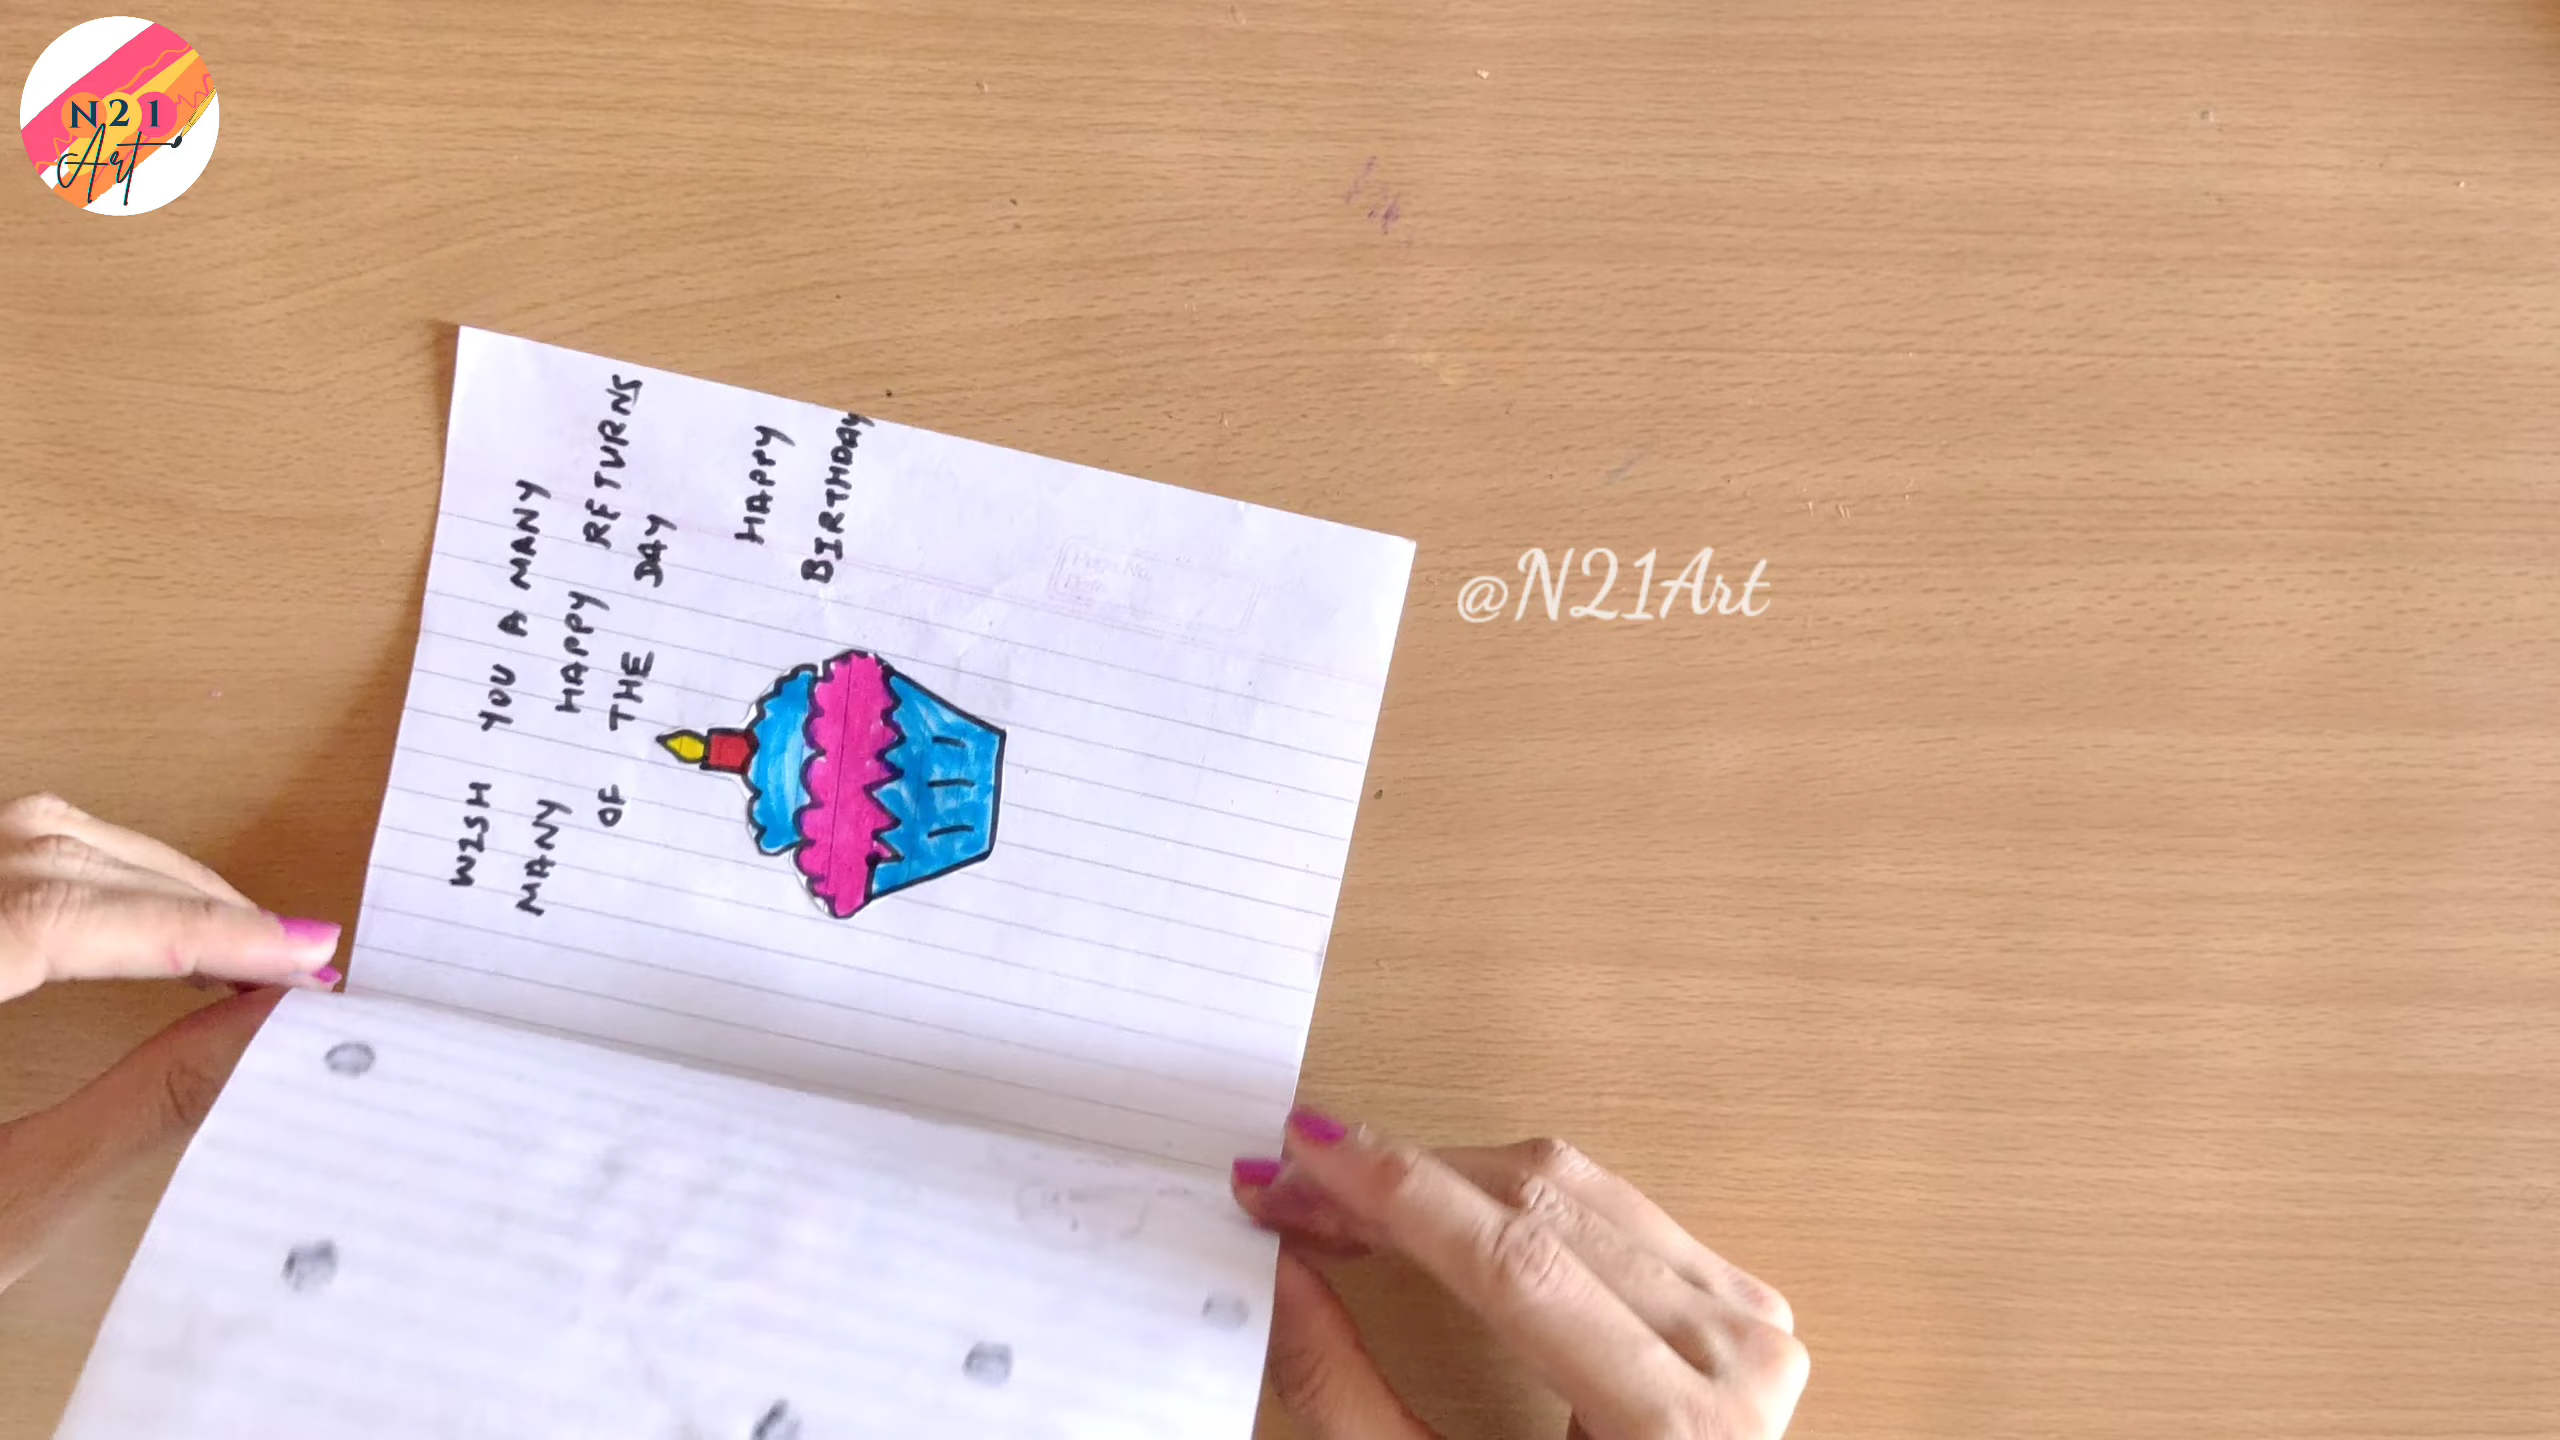 N21
Art
WISH YOU A MANY
MANY HAPPY RETURNS
OF THE DAY
HAPPY
BIRTHDAY
@N21Art